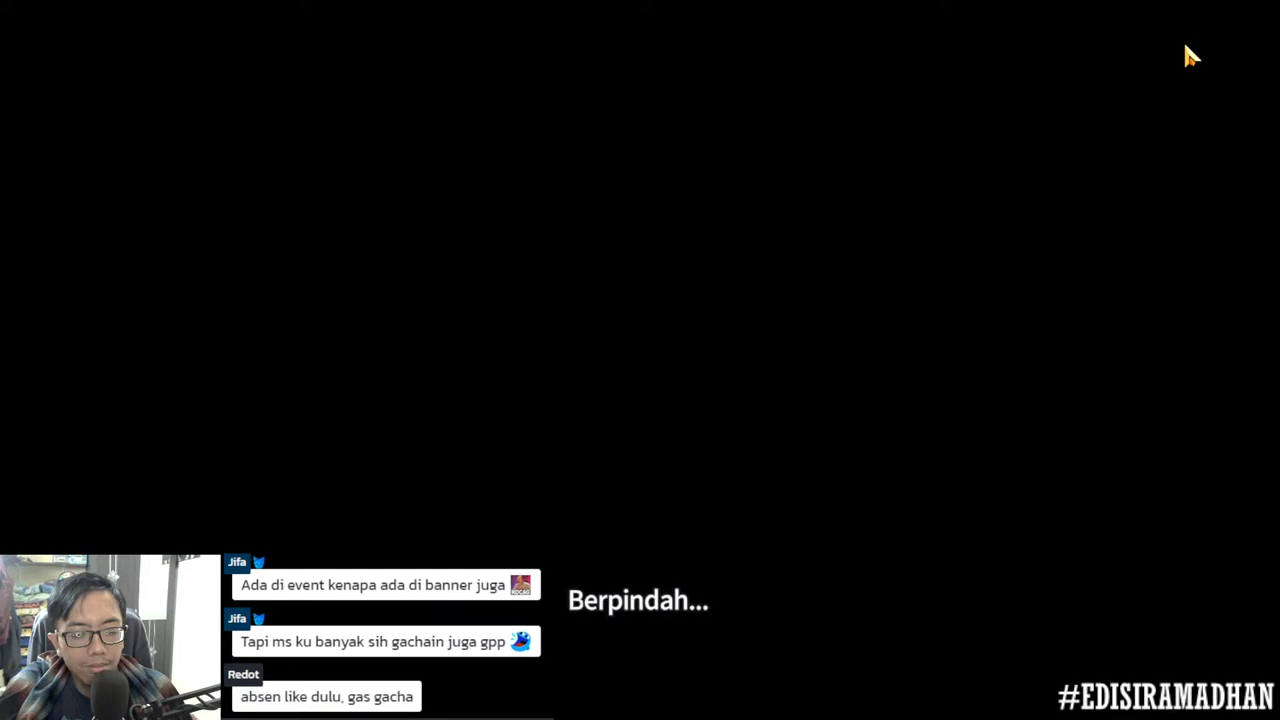 Jifa
Ada di event kenapa ada di banner juga
Jifa
Tapi ms ku banyak sih gachain juga gpp
Redot
absen like dulu, gas gacha
Berpindah...
#EDISIRAMADHAN